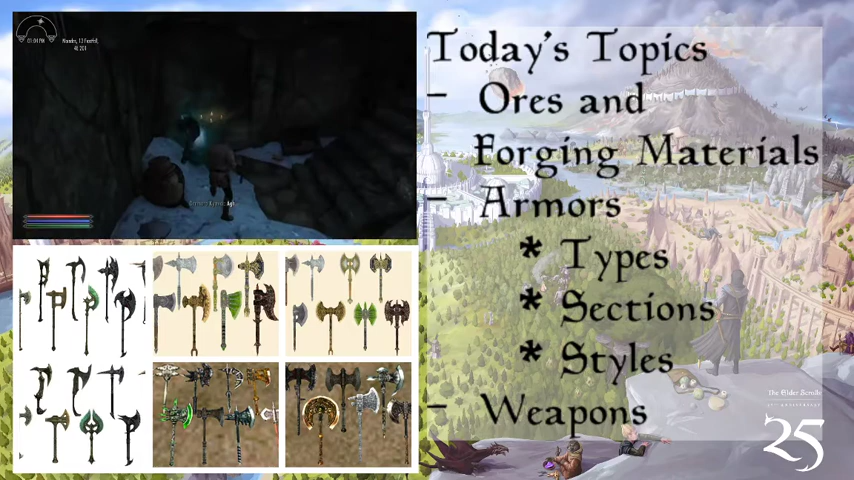 Today's Topics
- Ores and
Forging Materials
- Armors
* Types
* Sections
* Styles
- Weapons
The Elder Scrolls
25